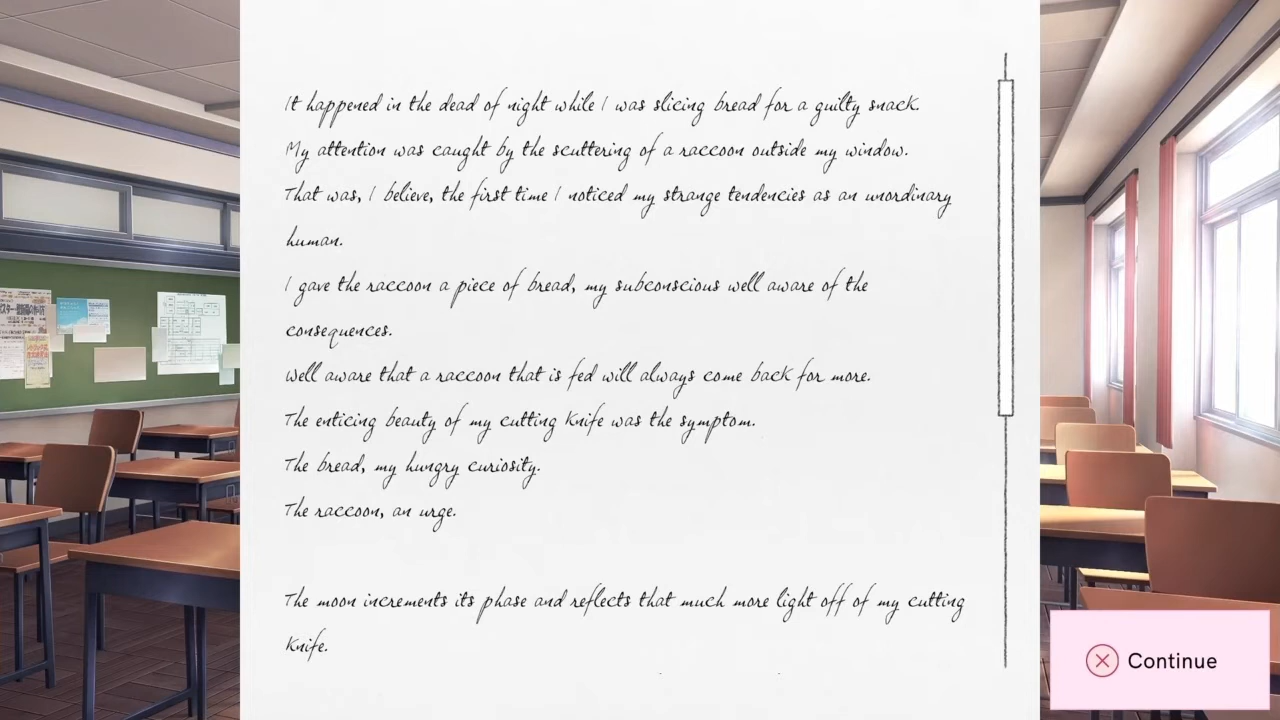 It happened in the dead of night while I was slicing bread for a guilty snack.
My attention was caught by the scuttering of a raccoon outside my window.
That was, I believe, the first time I noticed my strange tendencies as an unordinary
human.
I gave the raccoon a piece of bread, my subconscious well aware of the
consequences.
Well aware that a raccoon that is fed will always come back for more.
The enticing beauty of my cutting knife was the symptom.
The bread, my hungry curiosity.
The raccoon, an urge.
The moon increments its phase and reflects that much more light off of my cutting
knife.
Continue